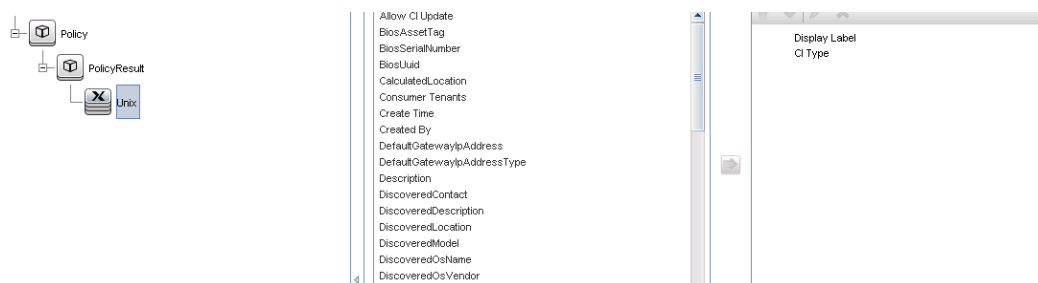 Policy
PolicyResult
Unix
Allow CI Update
BiosAssetTag
BiosSerialNumber
BiosUuid
CalculatedLocation
Consumer Tenants
Create Time
Created By
DefaultGatewayIpAddress
DefaultGatewayIpAddressType
Description
DiscoveredContact
DiscoveredDescription
DiscoveredLocation
DiscoveredModel
DiscoveredOsName
DiscoveredOsVendor
Display Label
CI Type